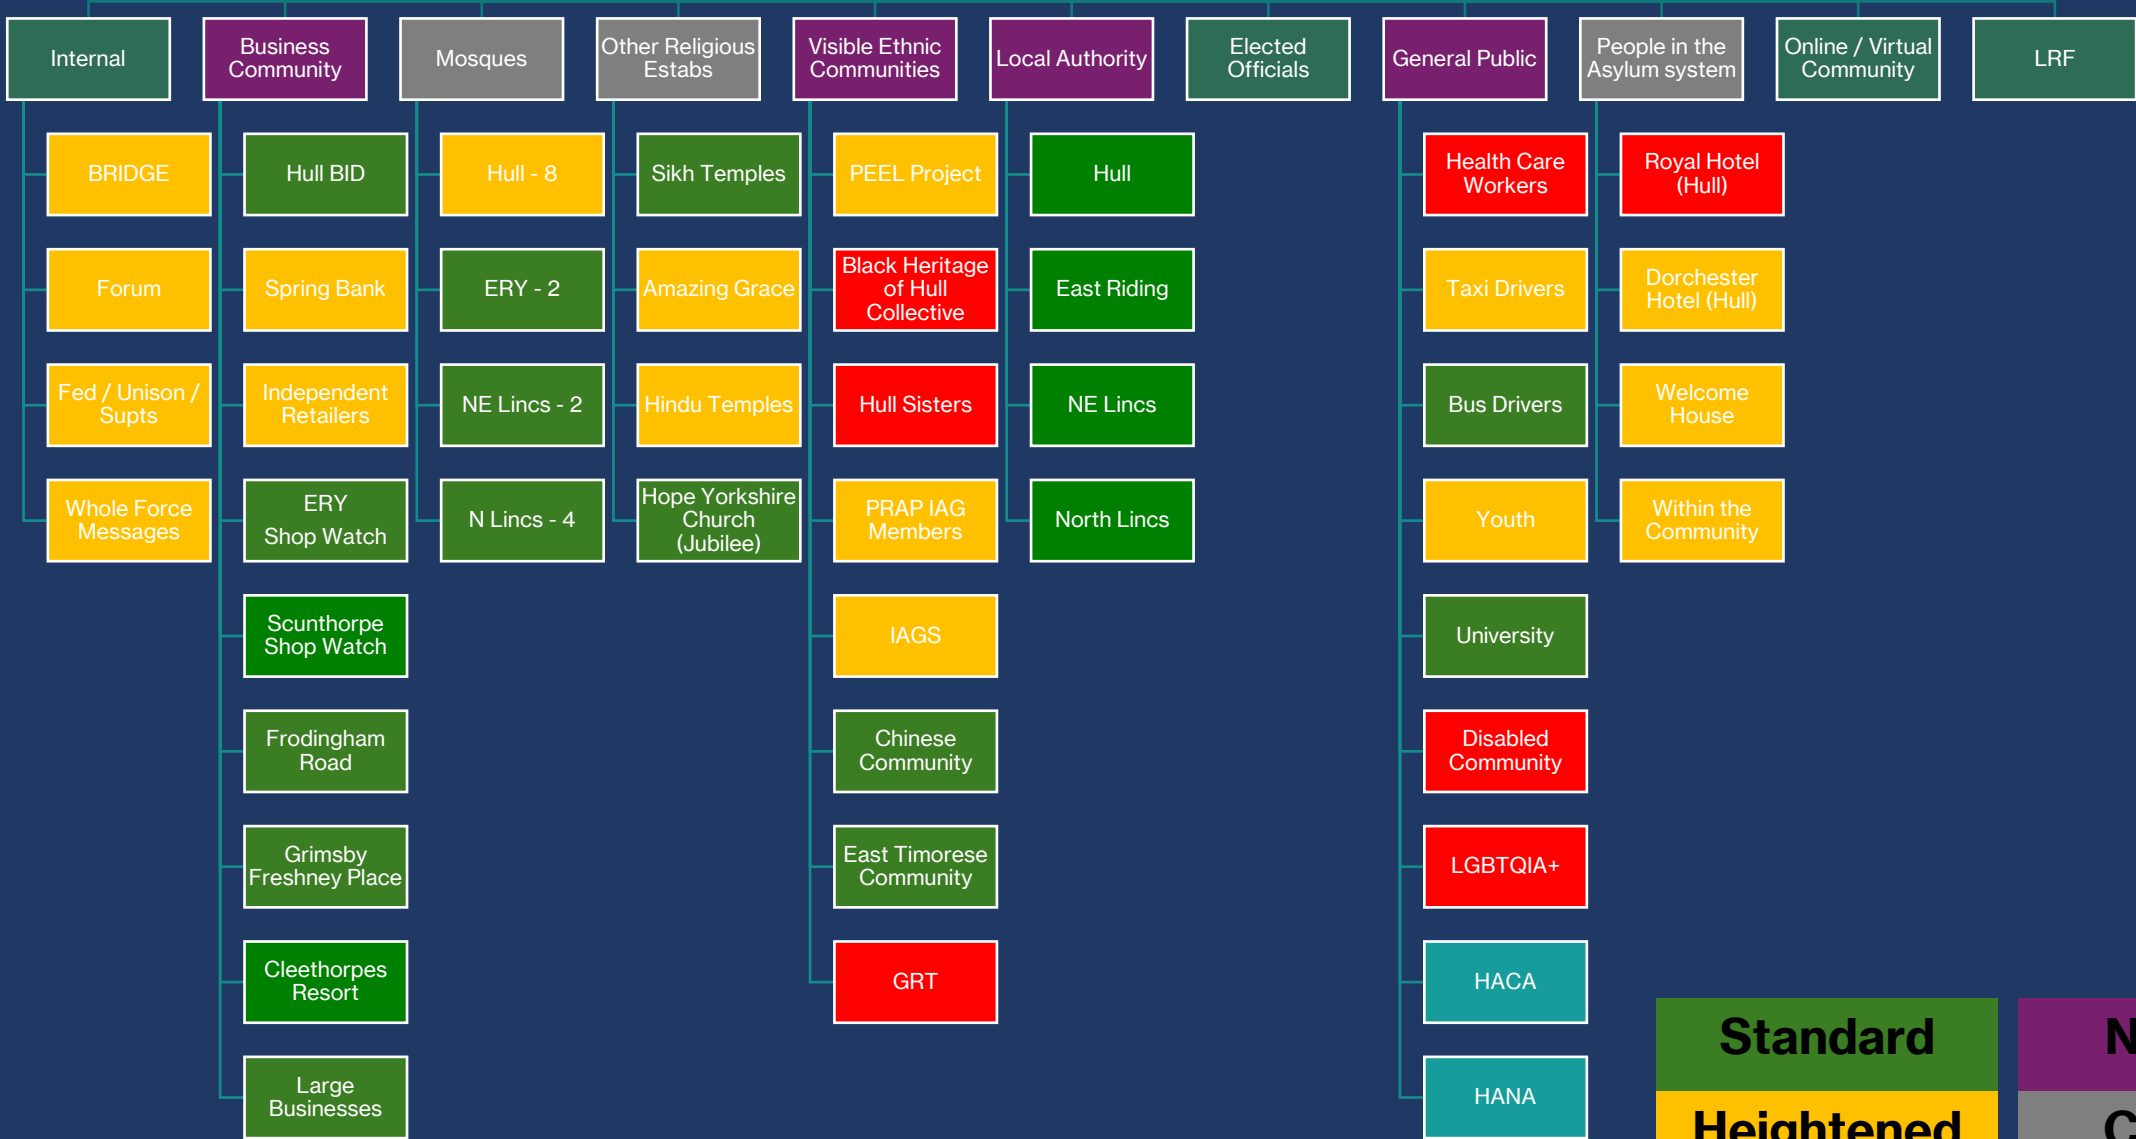 Internal
Business
Community
Mosques
Other Religious
Estabs
Visible Ethnic
Communities
Local Authority
Elected
Officials
General Public
People in the
Asylum system
Online / Virtual
Community
LRF
BRIDGE
Forum
Fed / Unison /
Supts
Whole Force
Messages
Hull BID
Spring Bank
Independent
Retailers
ERY
Shop Watch
Scunthorpe
Shop Watch
Frodingham
Road
Grimsby
Freshney Place
Cleethorpes
Resort
Large
Businesses
Hull - 8
ERY - 2
NE Lincs - 2
N Lincs - 4
Sikh Temples
Amazing Grace
Hindu Temples
Hope Yorkshire
Church
(Jubilee)
PEEL Project
Black Heritage
of Hull
Collective
Hull Sisters
PRAP IAG
Members
IAGS
Chinese
Community
East Timorese
Community
GRT
Hull
East Riding
NE Lincs
North Lincs
Health Care
Workers
Taxi Drivers
Bus Drivers
Youth
University
Disabled
Community
LGBTQIA+
HACA
HANA
Royal Hotel
(Hull)
Dorchester
Hotel (Hull)
Welcome
House
Within the
Community
Standard
Heightened